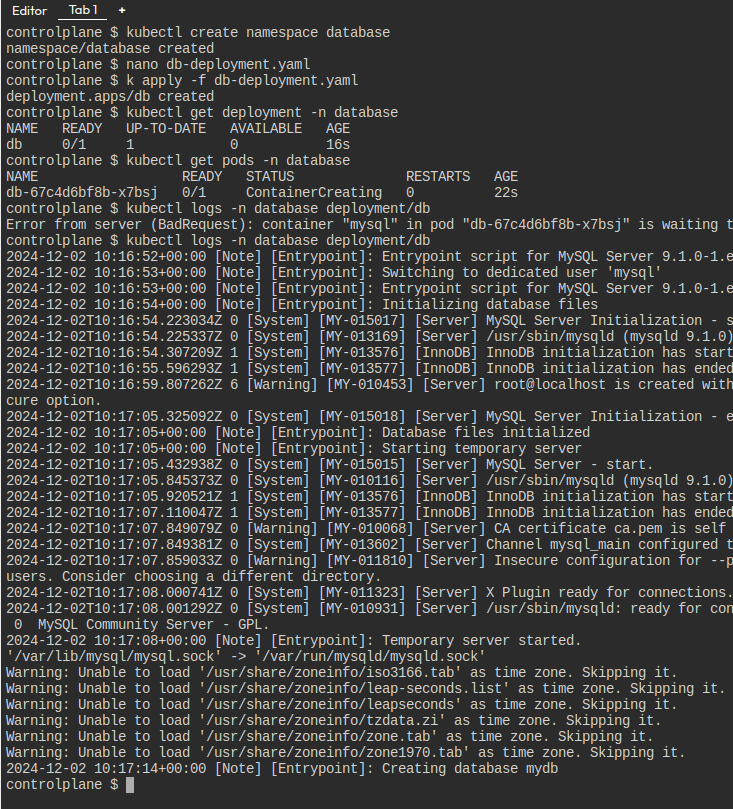 Editor Tab 1 +
controlplane $ kubectl create namespace database
namespace/database created
controlplane $ nano db-deployment.yaml
controlplane $ k apply -f db-deployment.yaml
deployment.apps/db created
controlplane $ kubectl get deployment -n database
NAME READY UP-TO-DATE AVAILABLE AGE
db 0/1 1 0 16s
controlplane $ kubectl get pods -n database
NAME READY STATUS RESTARTS AGE
db-67c4d6bf8b-x7bsj 0/1 ContainerCreating 0 22s
controlplane $ kubectl logs -n database deployment/db
Error from server (BadRequest): container "mysql" in pod "db-67c4d6bf8b-x7bsj" is waiting t
controlplane $ kubectl logs -n database deployment/db
2024-12-02 10:16:52+00:00 [Note] [Entrypoint]: Entrypoint script for MySQL Server 9.1.0-1.e
2024-12-02 10:16:53+00:00 [Note] [Entrypoint]: Switching to dedicated user 'mysql'
2024-12-02 10:16:53+00:00 [Note] [Entrypoint]: Entrypoint script for MySQL Server 9.1.0-1.e
2024-12-02 10:16:54+00:00 [Note] [Entrypoint]: Initializing database files
2024-12-02T10:16:54.223034Z 0 [System] [MY-015017] [Server] MySQL Server Initialization - s
2024-12-02T10:16:54.225337Z 0 [System] [MY-013169] [Server] /usr/sbin/mysqld (mysqld 9.1.0)
2024-12-02T10:16:54.307209Z 1 [System] [MY-013576] [InnoDB] InnoDB initialization has start
2024-12-02T10:16:55.596293Z 1 [System] [MY-013577] [InnoDB] InnoDB initialization has ended
2024-12-02T10:16:59.807262Z 6 [Warning] [MY-010453] [Server] root@localhost is created with
cure option.
2024-12-02T10:17:05.325092Z 0 [System] [MY-015018] [Server] MySQL Server Initialization - e
2024-12-02 10:17:05+00:00 [Note] [Entrypoint]: Database files initialized
2024-12-02 10:17:05+00:00 [Note] [Entrypoint]: Starting temporary server
2024-12-02T10:17:05.432938Z 0 [System] [MY-015015] [Server] MySQL Server - start.
2024-12-02T10:17:05.845373Z 0 [System] [MY-010116] [Server] /usr/sbin/mysqld (mysqld 9.1.0)
2024-12-02T10:17:05.920521Z 1 [System] [MY-013576] [InnoDB] InnoDB initialization has start
2024-12-02T10:17:07.110047Z 1 [System] [MY-013577] [InnoDB] InnoDB initialization has ended
2024-12-02T10:17:07.849079Z 0 [Warning] [MY-010068] [Server] CA certificate ca.pem is self
2024-12-02T10:17:07.849381Z 0 [System] [MY-013602] [Server] Channel mysql_main configured t
2024-12-02T10:17:07.859033Z 0 [Warning] [MY-011810] [Server] Insecure configuration for --p
users. Consider choosing a different directory.
2024-12-02T10:17:08.000741Z 0 [System] [MY-011323] [Server] X Plugin ready for connections.
2024-12-02T10:17:08.001292Z 0 [System] [MY-010931] [Server] /usr/sbin/mysqld: ready for con
0 MySQL Community Server - GPL.
2024-12-02 10:17:08+00:00 [Note] [Entrypoint]: Temporary server started.
'/var/lib/mysql/mysql.sock' -> '/var/run/mysqld/mysqld.sock'
Warning: Unable to load '/usr/share/zoneinfo/iso3166.tab' as time zone. Skipping it.
Warning: Unable to load '/usr/share/zoneinfo/leap-seconds.list' as time zone. Skipping it.
Warning: Unable to load '/usr/share/zoneinfo/leapseconds' as time zone. Skipping it.
Warning: Unable to load '/usr/share/zoneinfo/tzdata.zi' as time zone. Skipping it.
Warning: Unable to load '/usr/share/zoneinfo/zone.tab' as time zone. Skipping it.
Warning: Unable to load '/usr/share/zoneinfo/zone1970.tab' as time zone. Skipping it.
2024-12-02 10:17:14+00:00 [Note] [Entrypoint]: Creating database mydb
controlplane $